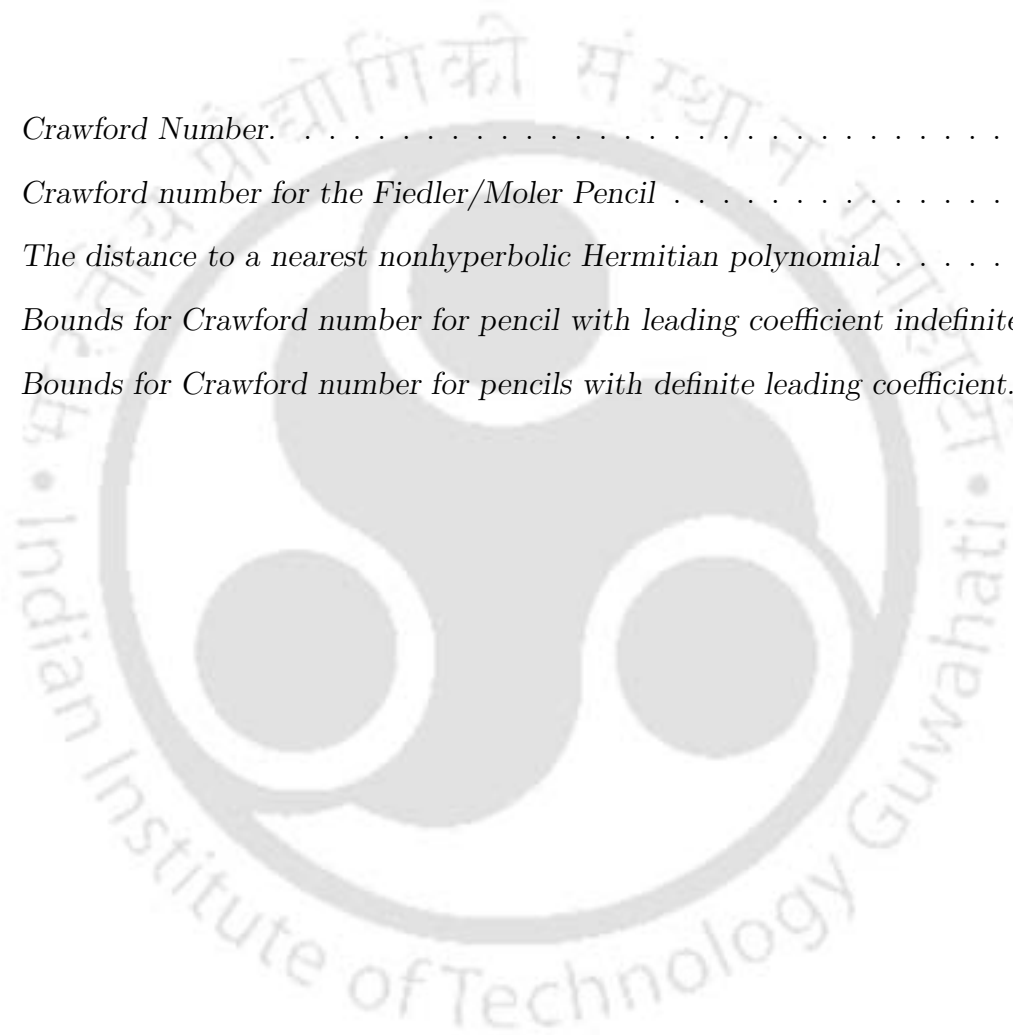 Crawford Number. . . . . . . . . . . . . . . . . . . . . . . . . . . . . .
Crawford number for the Fiedler/Moler Pencil . . . . . . . . . . . . . .
The distance to a nearest nonhyperbolic Hermitian polynomial . . . . .
Bounds for Crawford number for pencil with leading coefficient indefinite
Bounds for Crawford number for pencils with definite leading coefficient.
• Indian Institute of Technology Guwahati •